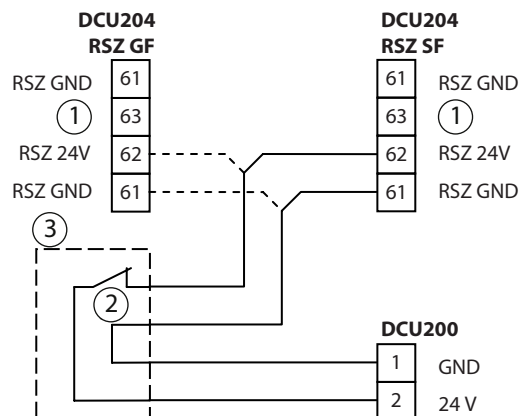 DCU204
RSZ GF
DCU204
RSZ SF
RSZ GND 61
61 RSZ GND
1 63
63 1
RSZ 24V 62
62 RSZ 24V
RSZ GND 61
61 RSZ GND
3
2
DCU200
1 GND
2 24 V